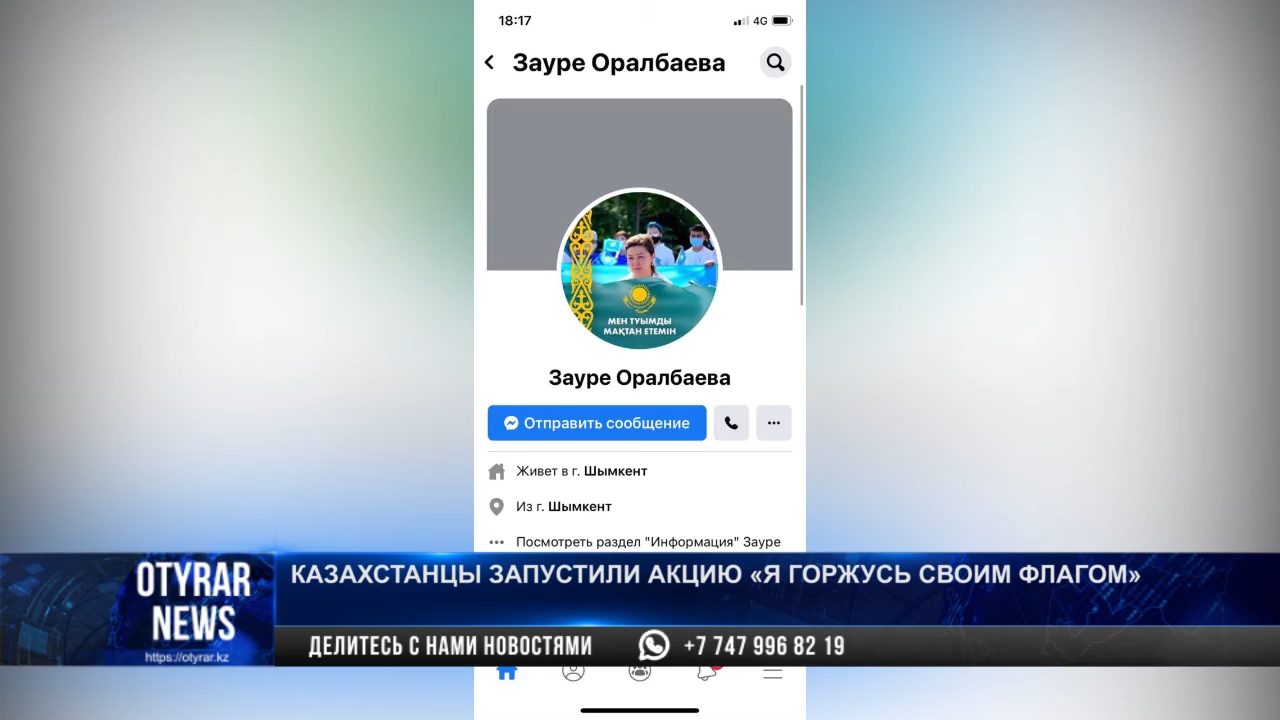 18:17
4G
Зауре Оралбаева
МЕН ТУЫМДЫ
МАҚТАН ЕТЕМІН
Зауре Оралбаева
Отправить сообщение
Живет в г. Шымкент
Из г. Шымкент
Посмотреть раздел "Информация" Зауре
OTYRAR
NEWS
https://otyrar.kz
КАЗАХСТАНЦЫ ЗАПУСТИЛИ АКЦИЮ «Я ГОРЖУСЬ СВОИМ ФЛАГОМ»
ДЕЛИТЕСЬ С НАМИ НОВОСТЯМИ
+7 747 996 82 19